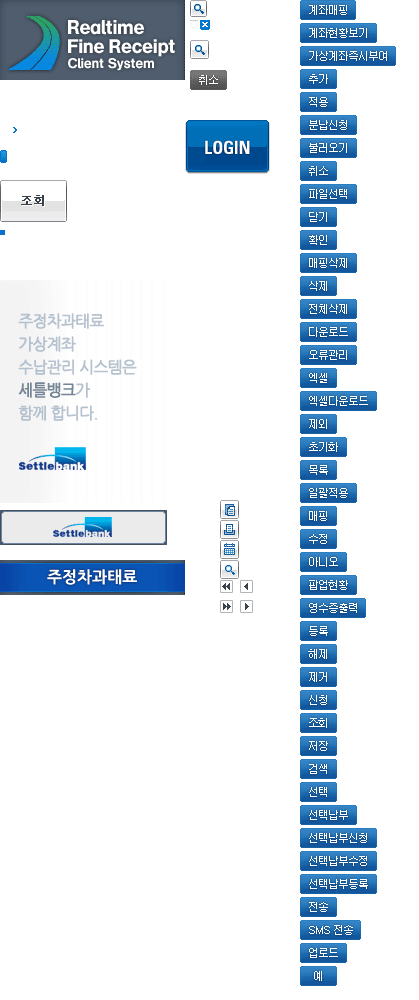 Realtime
Fine Receipt
Client System
취소
LOGIN
조회
주정차과태료
가상계좌
수납관리 시스템은
세틀뱅크가
함께 합니다.
Settlebank
Settlebank
주정차과태료
계좌매핑
계좌현황보기
가상계좌즉시부여
추가
적용
분납신청
불러오기
취소
파일선택
닫기
확인
매핑삭제
삭제
전체삭제
다운로드
오류관리
엑셀
엑셀다운로드
제외
초기화
목록
일괄적용
매핑
수정
아니오
팝업현황
영수증출력
등록
해제
제거
신청
조회
저장
검색
선택
선택납부
선택납부신청
선택납부수정
선택납부등록
전송
SMS 전송
업로드
예